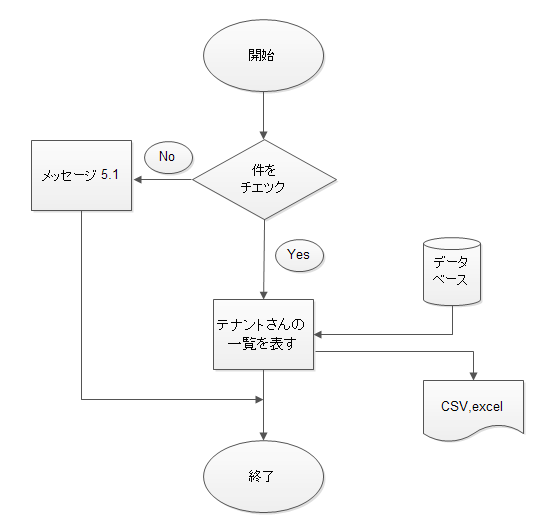 開始
No
メッセージ 5.1
件を
チェック
Yes
データ
ベース
テナントさんの
一覧を表す
CSV,excel
終了